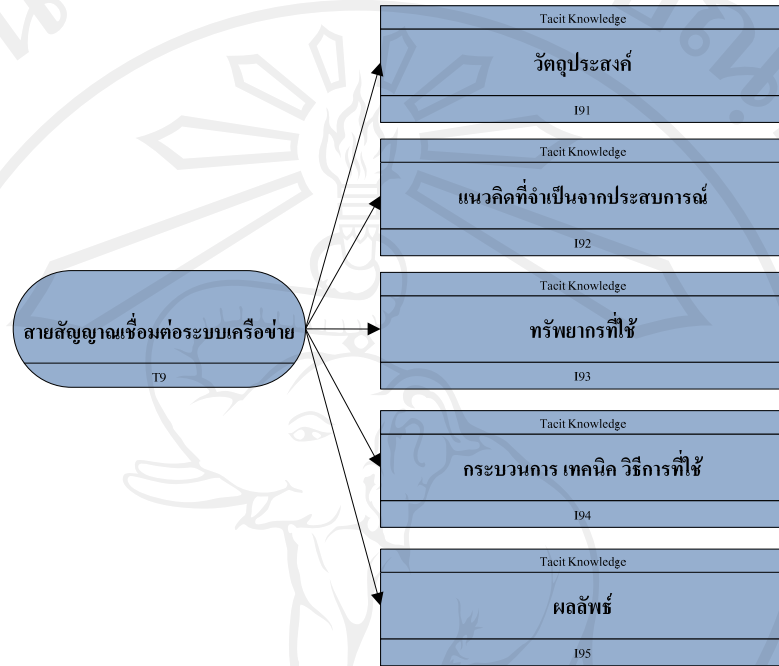 Tacit Knowledge
วัตถุประสงค์
I91
Tacit Knowledge
แนวคิดที่จำเป็นจากประสบการณ์
I92
สายสัญญาณเชื่อมต่อระบบเครือข่าย
T9
Tacit Knowledge
ทรัพยากรที่ใช้
I93
Tacit Knowledge
กระบวนการ เทคนิค วิธีการที่ใช้
I94
Tacit Knowledge
ผลลัพธ์
I95